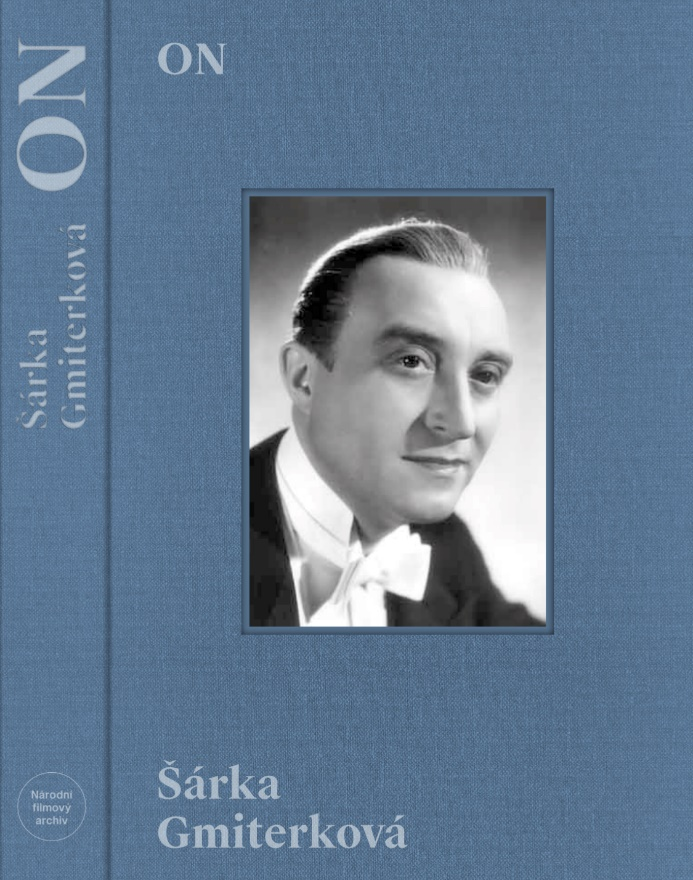 ON
Šárka
Gmiterková
Národní
filmový
archiv
ON
Šárka
Gmiterková